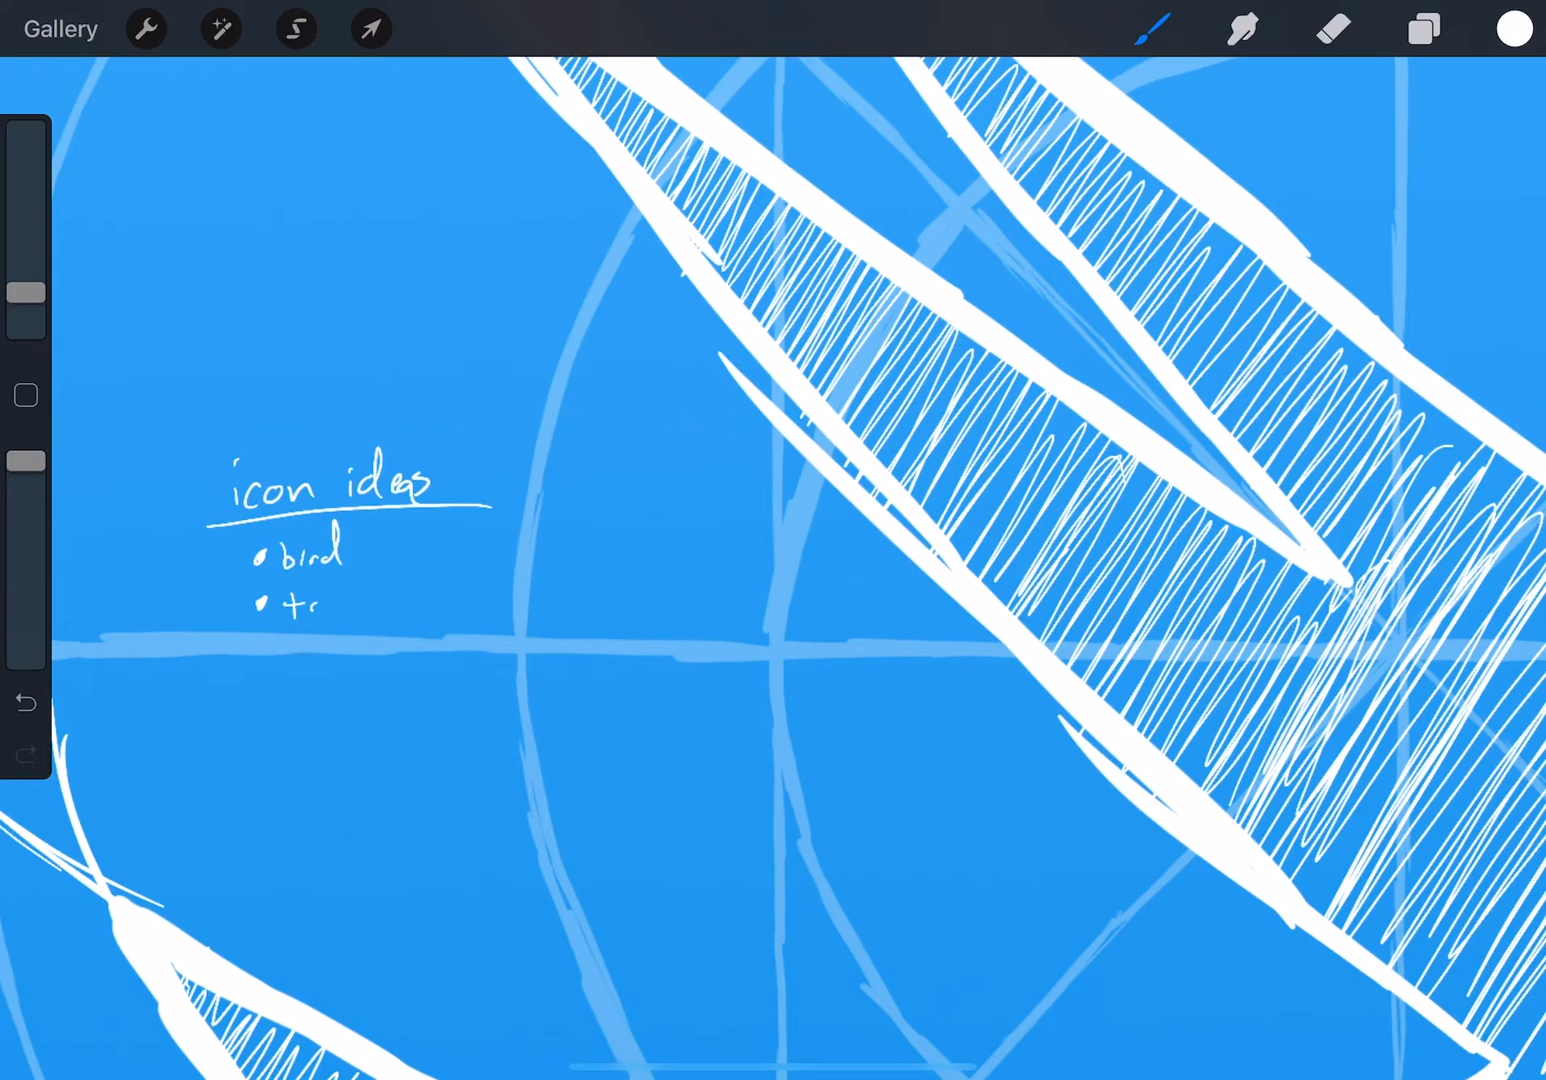 Gallery
icon ideas
• bird
• tr